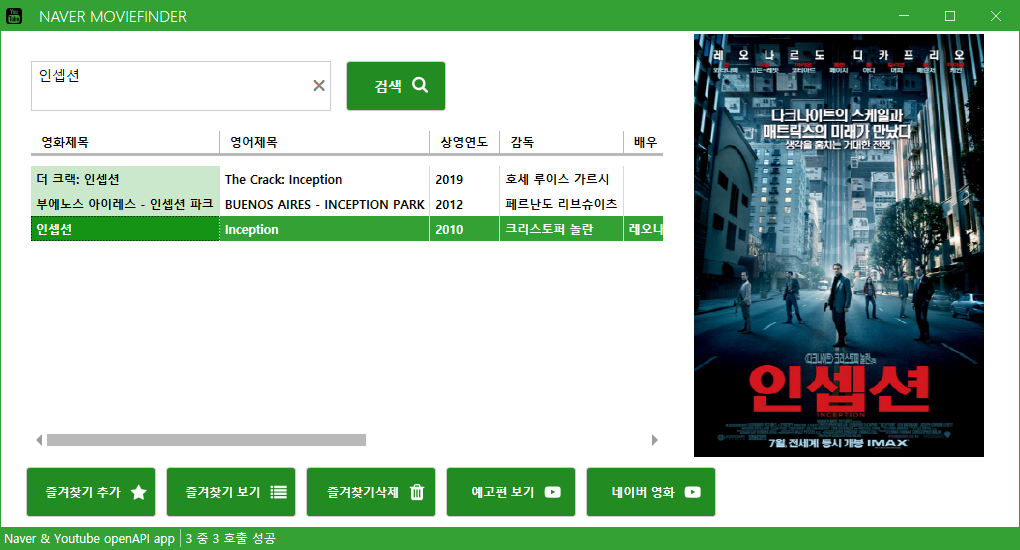 NAVER MOVIEFINDER
인셉션
검색
영화제목 영어제목 상영연도 감독 배우
더 크랙: 인셉션 The Crack: Inception 2019 호세 루이스 가르시
부에노스 아이레스 - 인셉션 파크 BUENOS AIRES - INCEPTION PARK 2012 페르난도 리브슈이츠
인셉션 Inception 2010 크리스토퍼 놀란 레오나
레오나르도 디카프리오
다크나이트의 스케일과
매트릭스의 미래가 만났다
생각을 훔치는 거대한 전쟁
<다크나이트> 크리스토퍼 놀란
인셉션
INCEPTION
7월, 전세계 동시 개봉 IMAX
즐겨찾기 추가 즐겨찾기 보기 즐겨찾기삭제 예고편 보기 네이버 영화
Naver & Youtube openAPI app 3 중 3 호출 성공